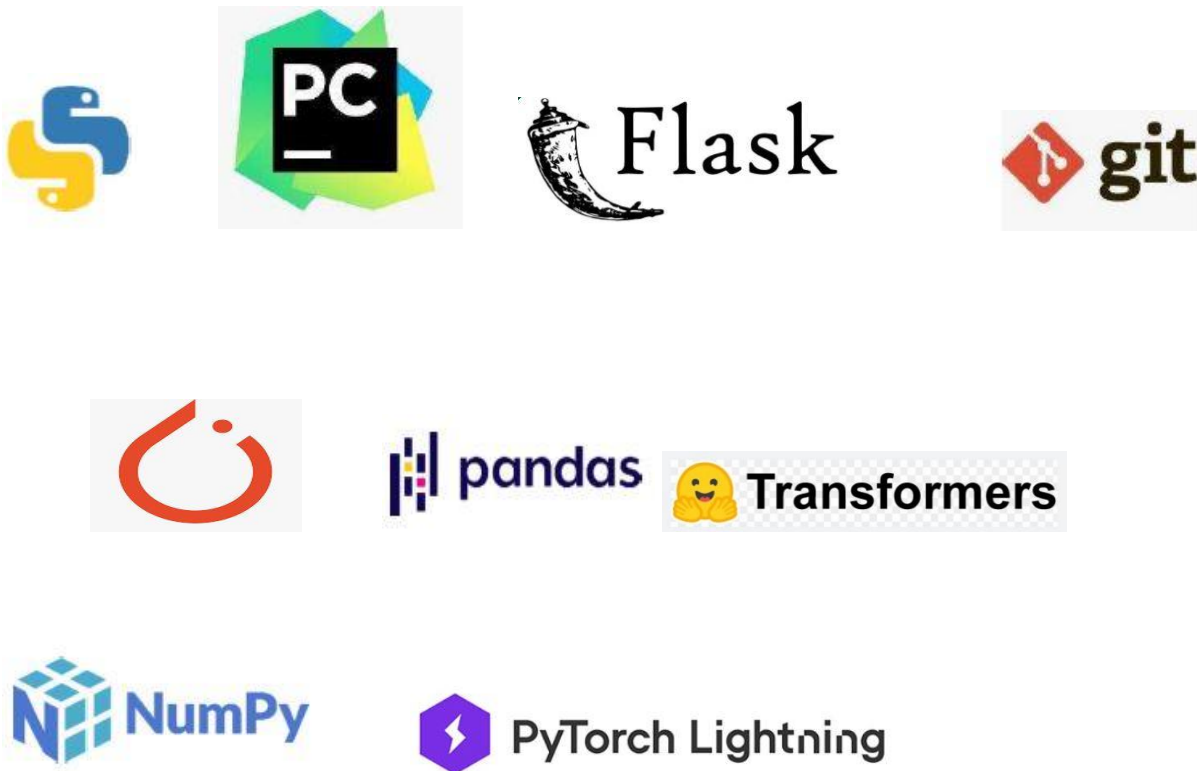 PC
Flask
git
pandas
Transformers
NumPy
PyTorch Lightning